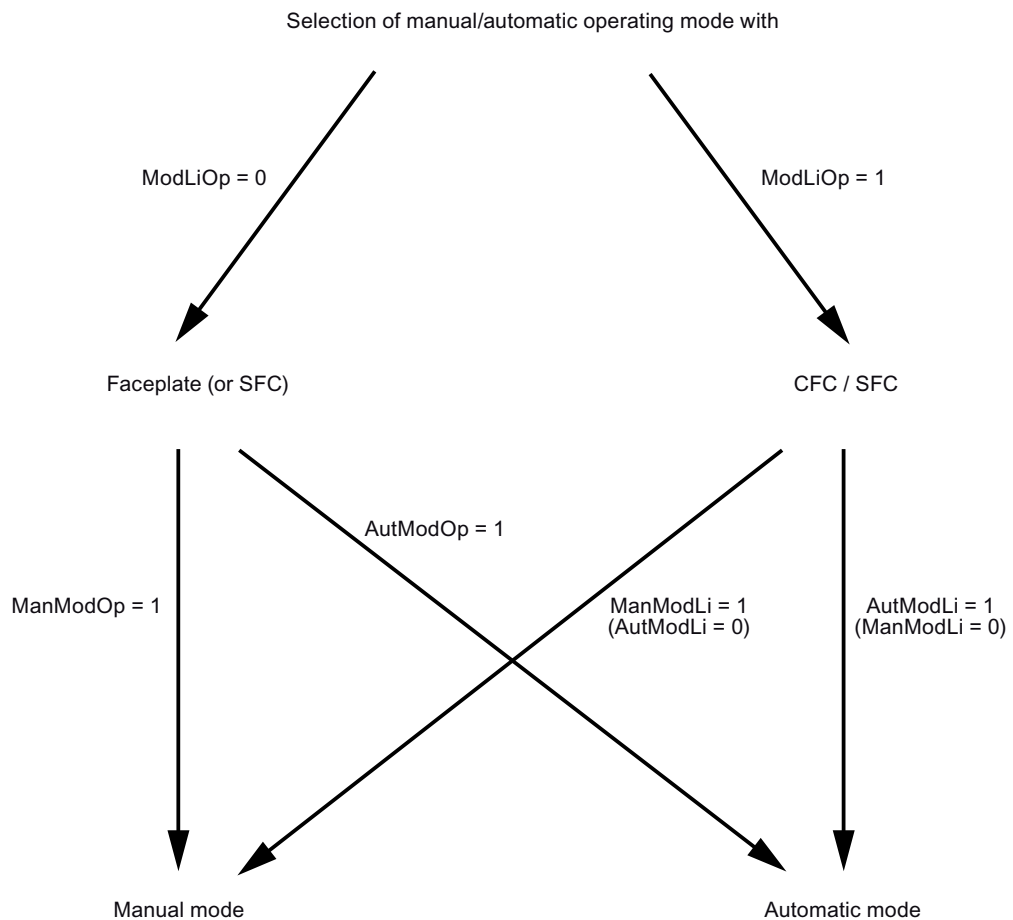 Selection of manual/automatic operating mode with
ModLiOp = 0
ModLiOp = 1
Faceplate (or SFC)
CFC / SFC
AutModOp = 1
ManModOp = 1
ManModLi = 1
(AutModLi = 0)
AutModLi = 1
(ManModLi = 0)
Manual mode
Automatic mode